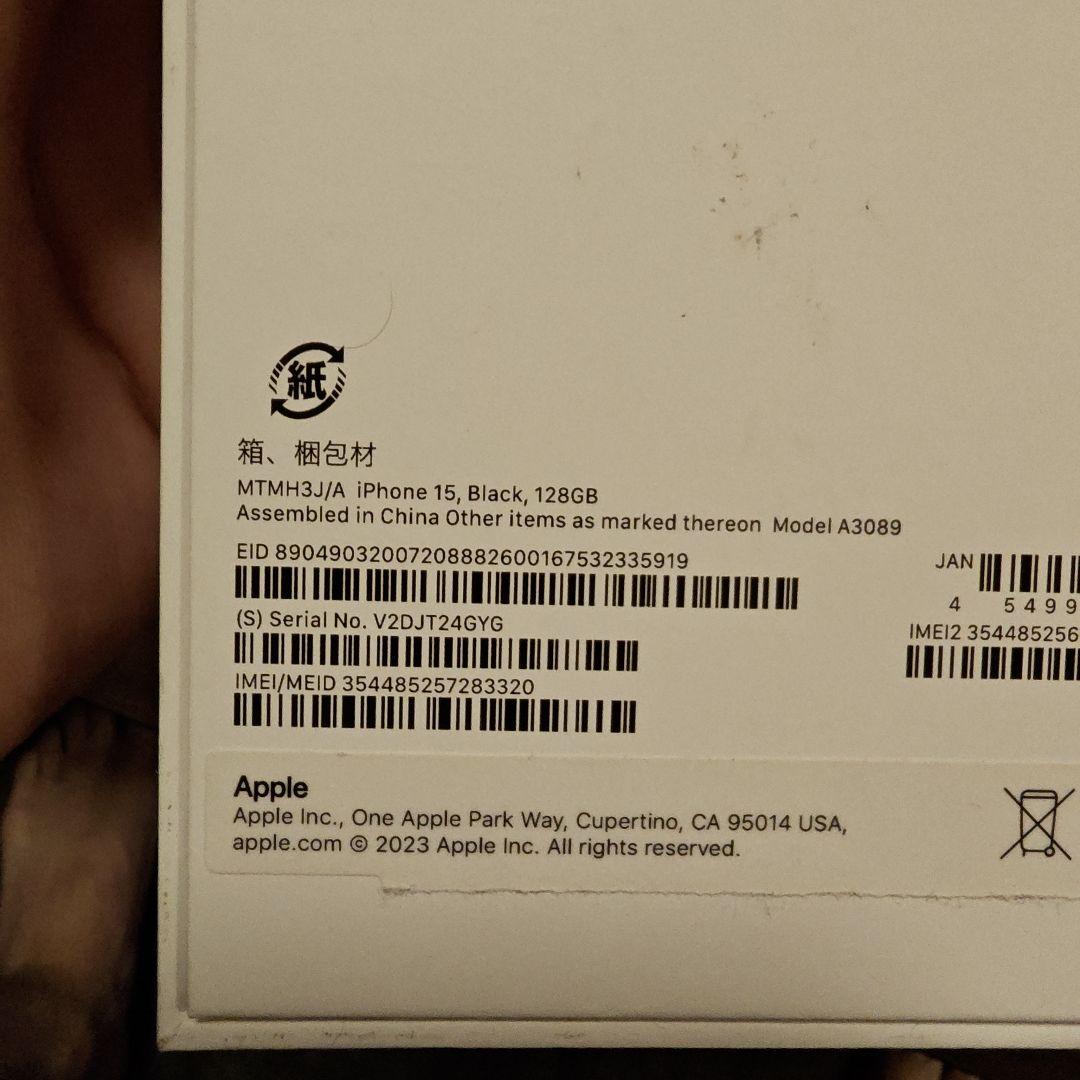 紙
箱、梱包材
MTMH3J/A iPhone 15, Black, 128GB
Assembled in China Other items as marked thereon Model A3089
EID 89049032007208882600167532335919
JAN
4 5499
(S) Serial No. V2DJT24GYG
IMEI2 354485256
IMEI/MEID 354485257283320
Apple
Apple Inc., One Apple Park Way, Cupertino, CA 95014 USA,
apple.com © 2023 Apple Inc. All rights reserved.